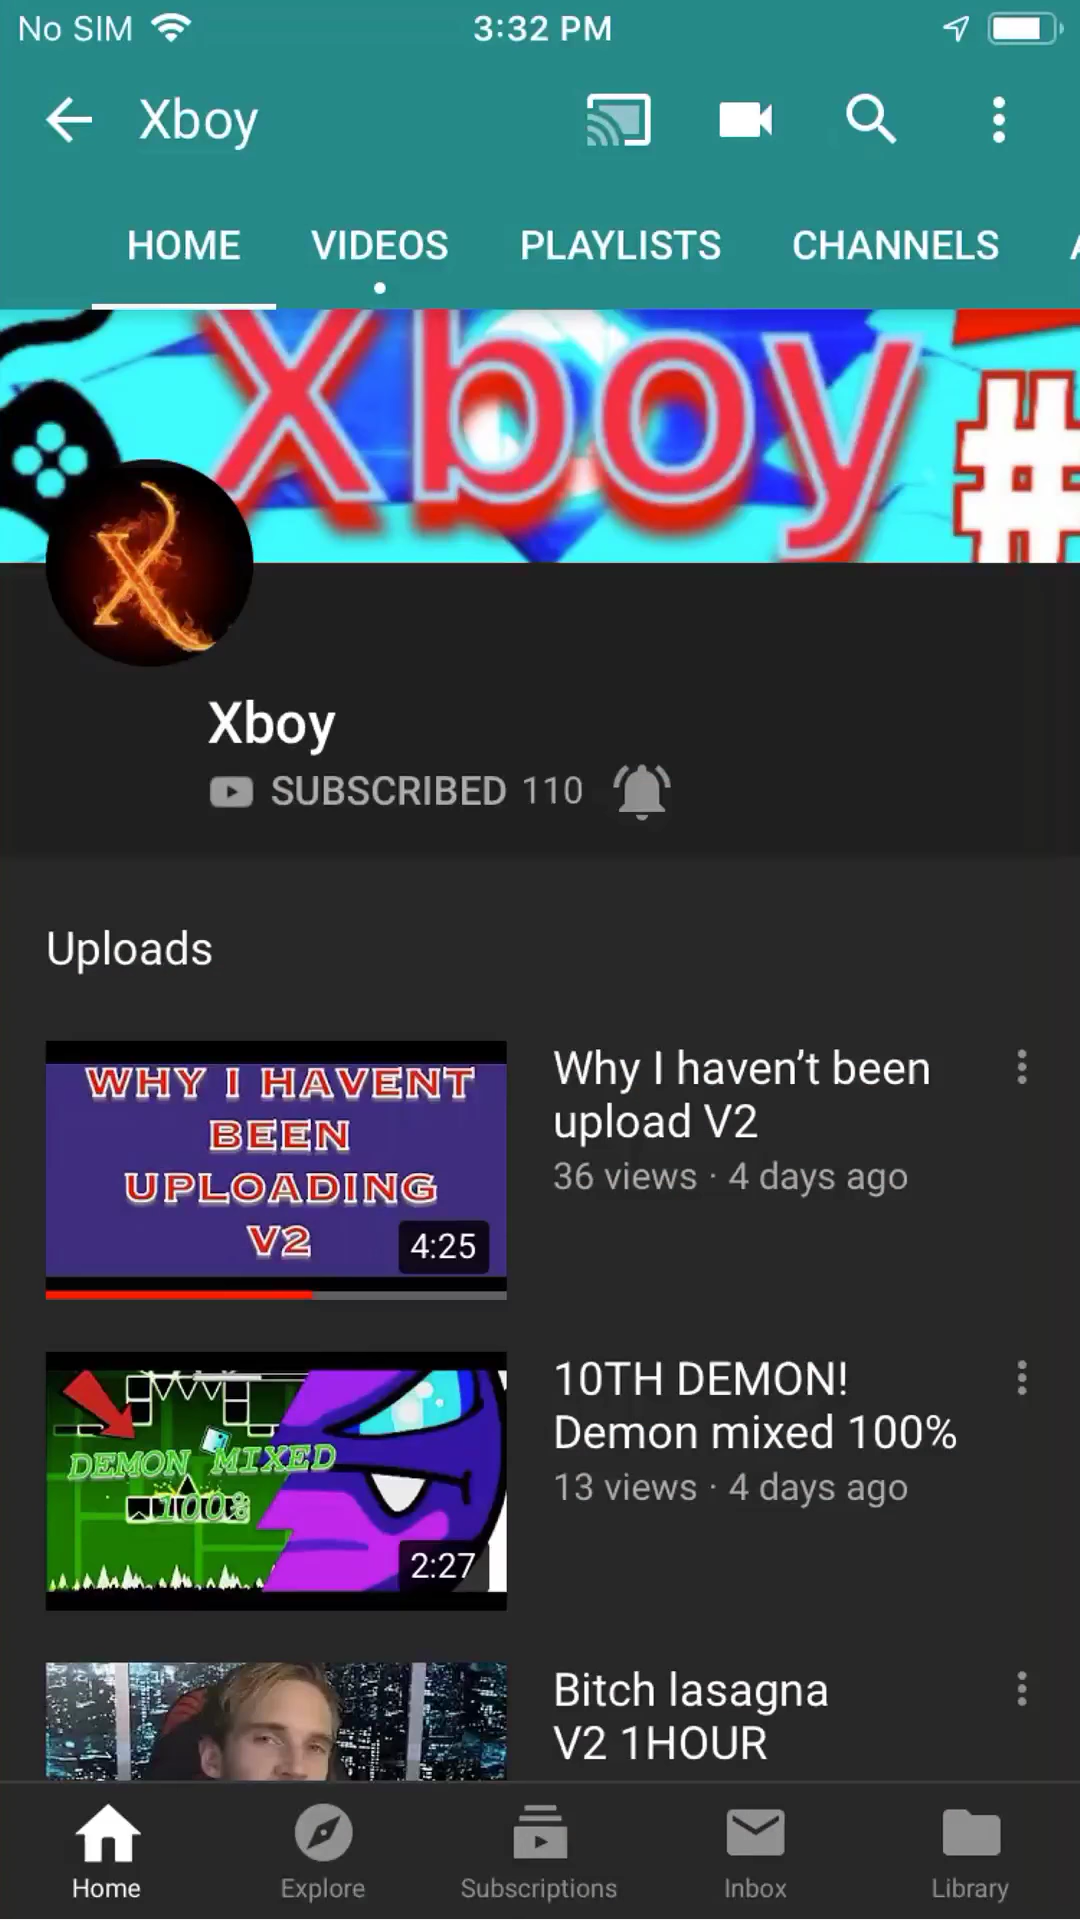 No SIM
3:32 PM
Xboy
HOME
VIDEOS
PLAYLISTS
CHANNELS
Xboy #
X
Xboy
SUBSCRIBED 110
Uploads
WHY I HAVENT
BEEN
UPLOADING
V2
4:25
Why I haven’t been
upload V2
36 views · 4 days ago
DEMON MIXED
100%
2:27
10TH DEMON!
Demon mixed 100%
13 views · 4 days ago
Bitch lasagna
V2 1HOUR
Home
Explore
Subscriptions
Inbox
Library